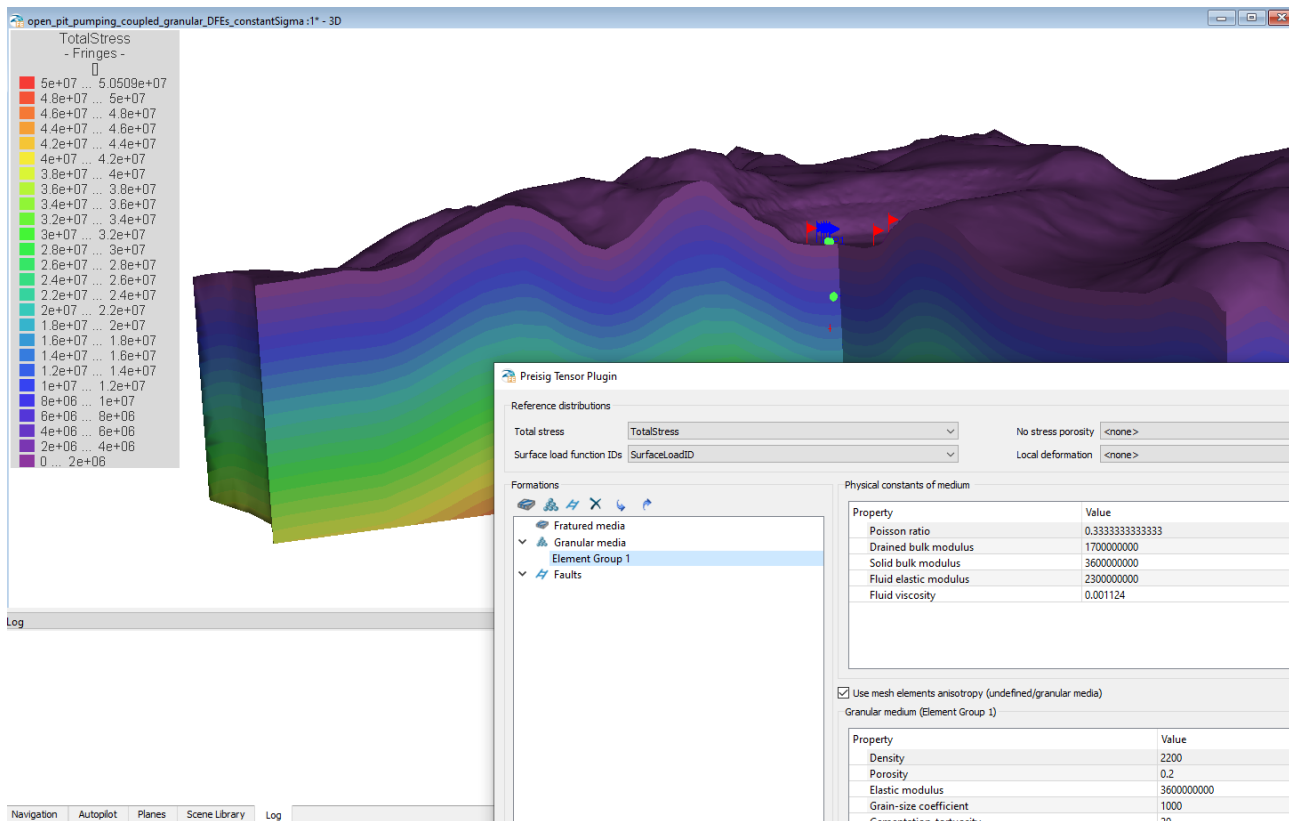 open_pit_pumping_coupled_granular_DFEs_constantSigma :1* - 3D
TotalStress
- Fringes -
[]
5e+07 ... 5.0509e+07
4.8e+07 ... 5e+07
4.6e+07 ... 4.8e+07
4.4e+07 ... 4.6e+07
4.2e+07 ... 4.4e+07
4e+07 ... 4.2e+07
3.8e+07 ... 4e+07
3.6e+07 ... 3.8e+07
3.4e+07 ... 3.6e+07
3.2e+07 ... 3.4e+07
3e+07 ... 3.2e+07
2.8e+07 ... 3e+07
2.6e+07 ... 2.8e+07
2.4e+07 ... 2.6e+07
2.2e+07 ... 2.4e+07
2e+07 ... 2.2e+07
1.8e+07 ... 2e+07
1.6e+07 ... 1.8e+07
1.4e+07 ... 1.6e+07
1.2e+07 ... 1.4e+07
1e+07 ... 1.2e+07
8e+06 ... 1e+07
6e+06 ... 8e+06
4e+06 ... 6e+06
2e+06 ... 4e+06
0 ... 2e+06
Preisig Tensor Plugin
Reference distributions
Total stress TotalStress No stress porosity <none>
Surface load function IDs SurfaceLoadID Local deformation <none>
Formations
Fratured media
Granular media
Element Group 1
Faults
Physical constants of medium
Property Value
Poisson ratio 0.3333333333333
Drained bulk modulus 1700000000
Solid bulk modulus 3600000000
Fluid elastic modulus 2300000000
Fluid viscosity 0.001124
Use mesh elements anisotropy (undefined/granular media)
Granular medium (Element Group 1)
Property Value
Density 2200
Porosity 0.2
Elastic modulus 3600000000
Grain-size coefficient 1000
Log
Navigation Autopilot Planes Scene Library Log